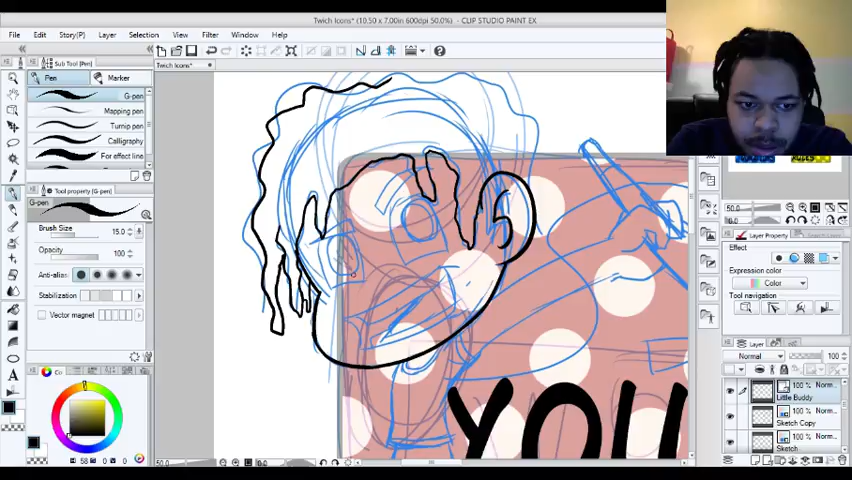 Twich Icons* (10.50 x 7.00in 600dpi 50.0%) - CLIP STUDIO PAINT EX
File Edit Story(P) Layer Selection View Filter Window Help
Sub Tool [Pen]
Twich Icons*
Pen Marker
G-pen
Mapping pen
Turnip pen
Calligraphy
For effect line
Tool property [G-pen]
G-pen
Brush Size 15.0
Opacity 100
Anti-alias
Stabilization
Vector magnet
50.0
0.0
Layer Property
Effect
Expression color
Color
Tool navigation
Layer
Normal 100
100 % Norm...
Little Buddy
100 % Norm...
Sketch Copy
100 % Norm...
Sketch
YOU